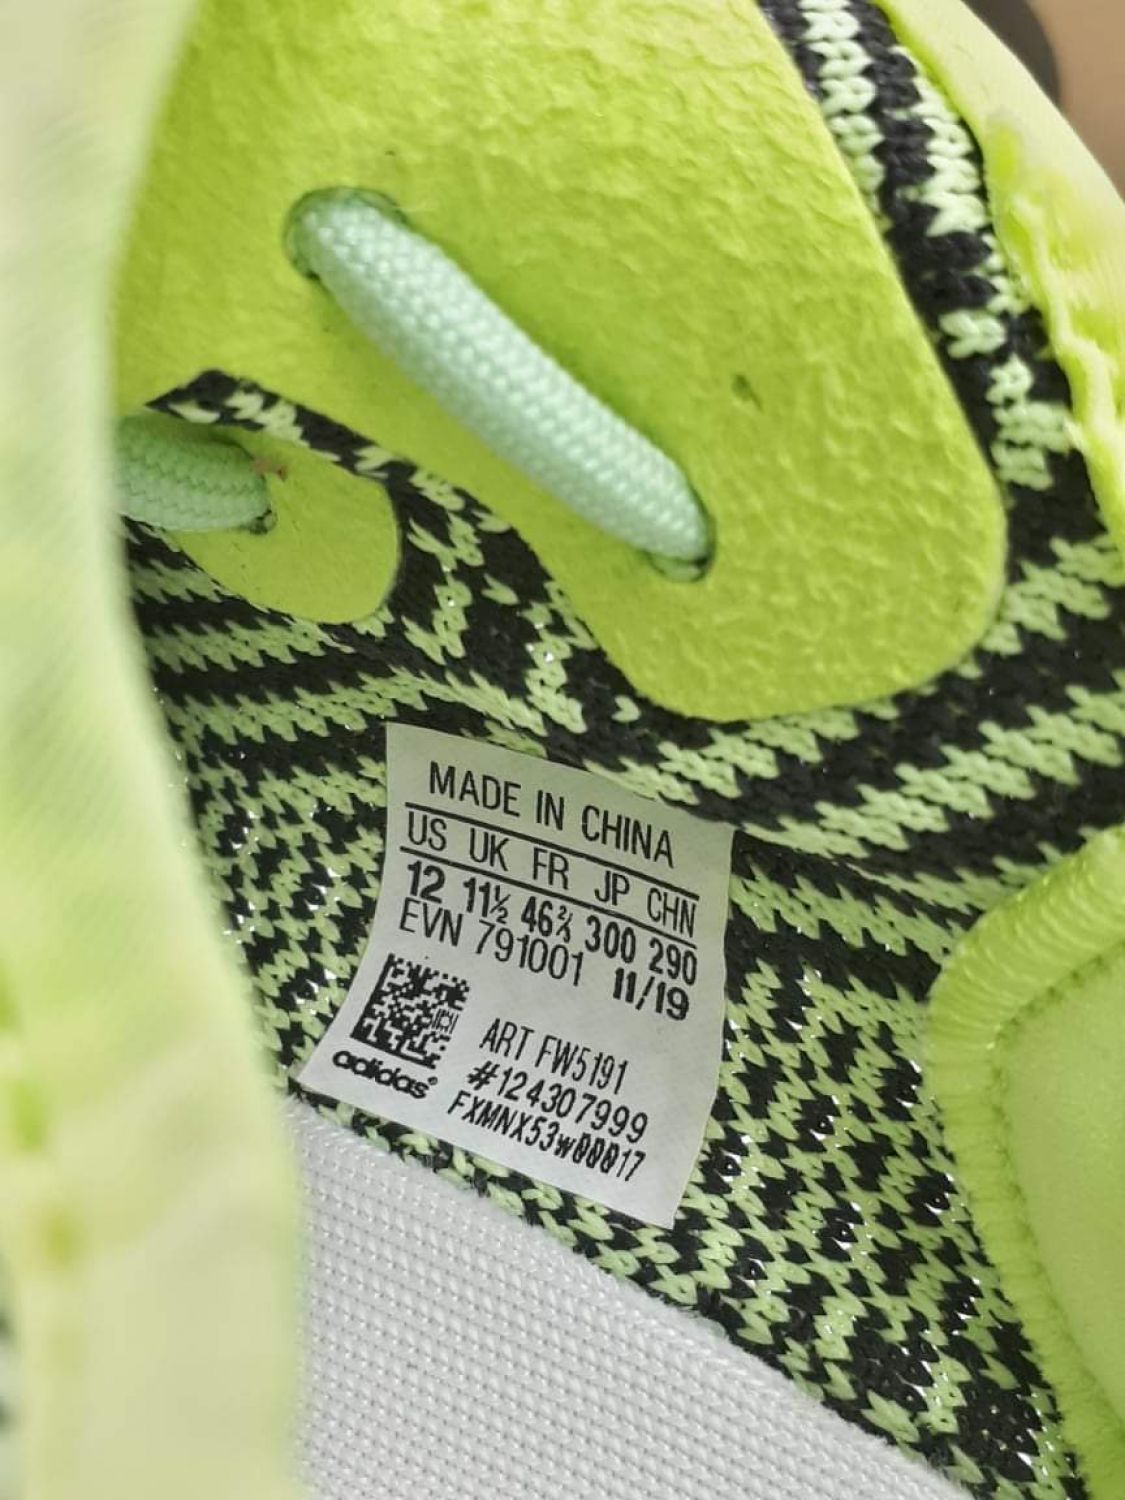 MADE IN CHINA
US UK FR JP CHN
12 11½ 46⅔ 300 290
EVN 791001 11/19
ART FW5191
#124307999
FXMNX53w00017
adidas®